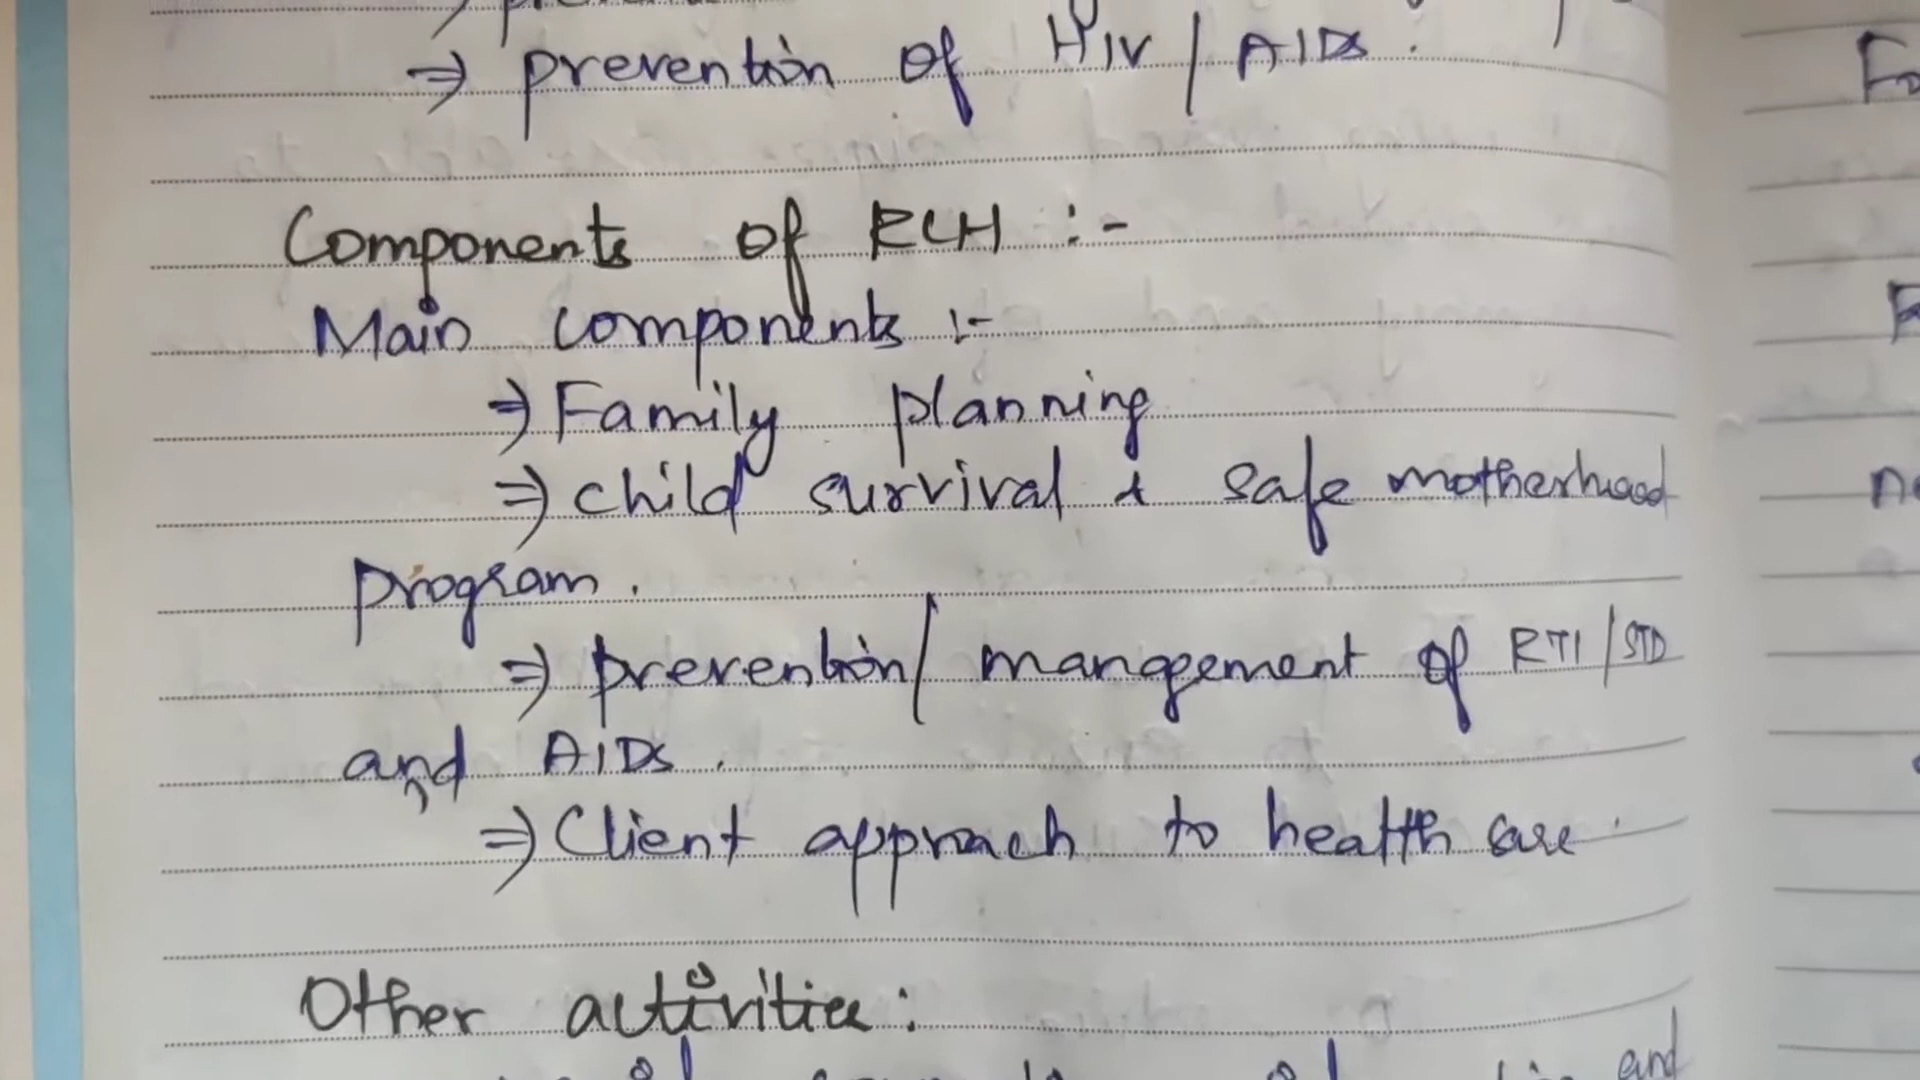 ⇒ prevention of HIV / AIDS.
Components of RCH :-
Main components :-
⇒ Family planning
⇒ child survival & safe motherhood
program.
⇒ prevention / mangement of RTI / STD
and AIDS.
⇒ Client approach to health care.
Other activities:
and